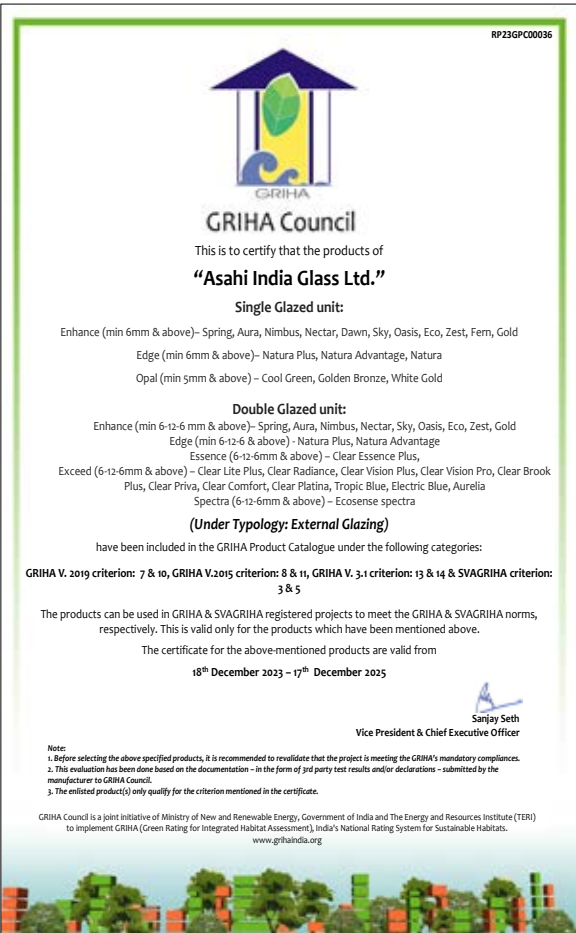 RP23GPC00036
GRIHA
GRIHA Council
This is to certify that the products of
“Asahi India Glass Ltd.”
Single Glazed unit:
Enhance (min 6mm & above)– Spring, Aura, Nimbus, Nectar, Dawn, Sky, Oasis, Eco, Zest, Fern, Gold
Edge (min 6mm & above)– Natura Plus, Natura Advantage, Natura
Opal (min 5mm & above) – Cool Green, Golden Bronze, White Gold
Double Glazed unit:
Enhance (min 6-12-6 mm & above)– Spring, Aura, Nimbus, Nectar, Sky, Oasis, Eco, Zest, Gold
Edge (min 6-12-6 & above) - Natura Plus, Natura Advantage
Essence (6-12-6mm & above) – Clear Essence Plus,
Exceed (6-12-6mm & above) – Clear Lite Plus, Clear Radiance, Clear Vision Plus, Clear Vision Pro, Clear Brook
Plus, Clear Priva, Clear Comfort, Clear Platina, Tropic Blue, Electric Blue, Aurelia
Spectra (6-12-6mm & above) – Ecosense spectra
(Under Typology: External Glazing)
have been included in the GRIHA Product Catalogue under the following categories:
GRIHA V. 2019 criterion: 7 & 10, GRIHA V.2015 criterion: 8 & 11, GRIHA V. 3.1 criterion: 13 & 14 & SVAGRIHA criterion:
3 & 5
The products can be used in GRIHA & SVAGRIHA registered projects to meet the GRIHA & SVAGRIHA norms,
respectively. This is valid only for the products which have been mentioned above.
The certificate for the above-mentioned products are valid from
18th December 2023 – 17th December 2025
Sanjay Seth
Vice President & Chief Executive Officer
Note:
1. Before selecting the above specified products, it is recommended to revalidate that the project is meeting the GRIHA's mandatory compliances.
2. This evaluation has been done based on the documentation – in the form of 3rd party test results and/or declarations – submitted by the
manufacturer to GRIHA Council.
3. The enlisted product(s) only qualify for the criterion mentioned in the certificate.
GRIHA Council is a joint initiative of Ministry of New and Renewable Energy, Government of India and The Energy and Resources Institute (TERI)
to implement GRIHA (Green Rating for Integrated Habitat Assessment), India's National Rating System for Sustainable Habitats.
www.grihaindia.org